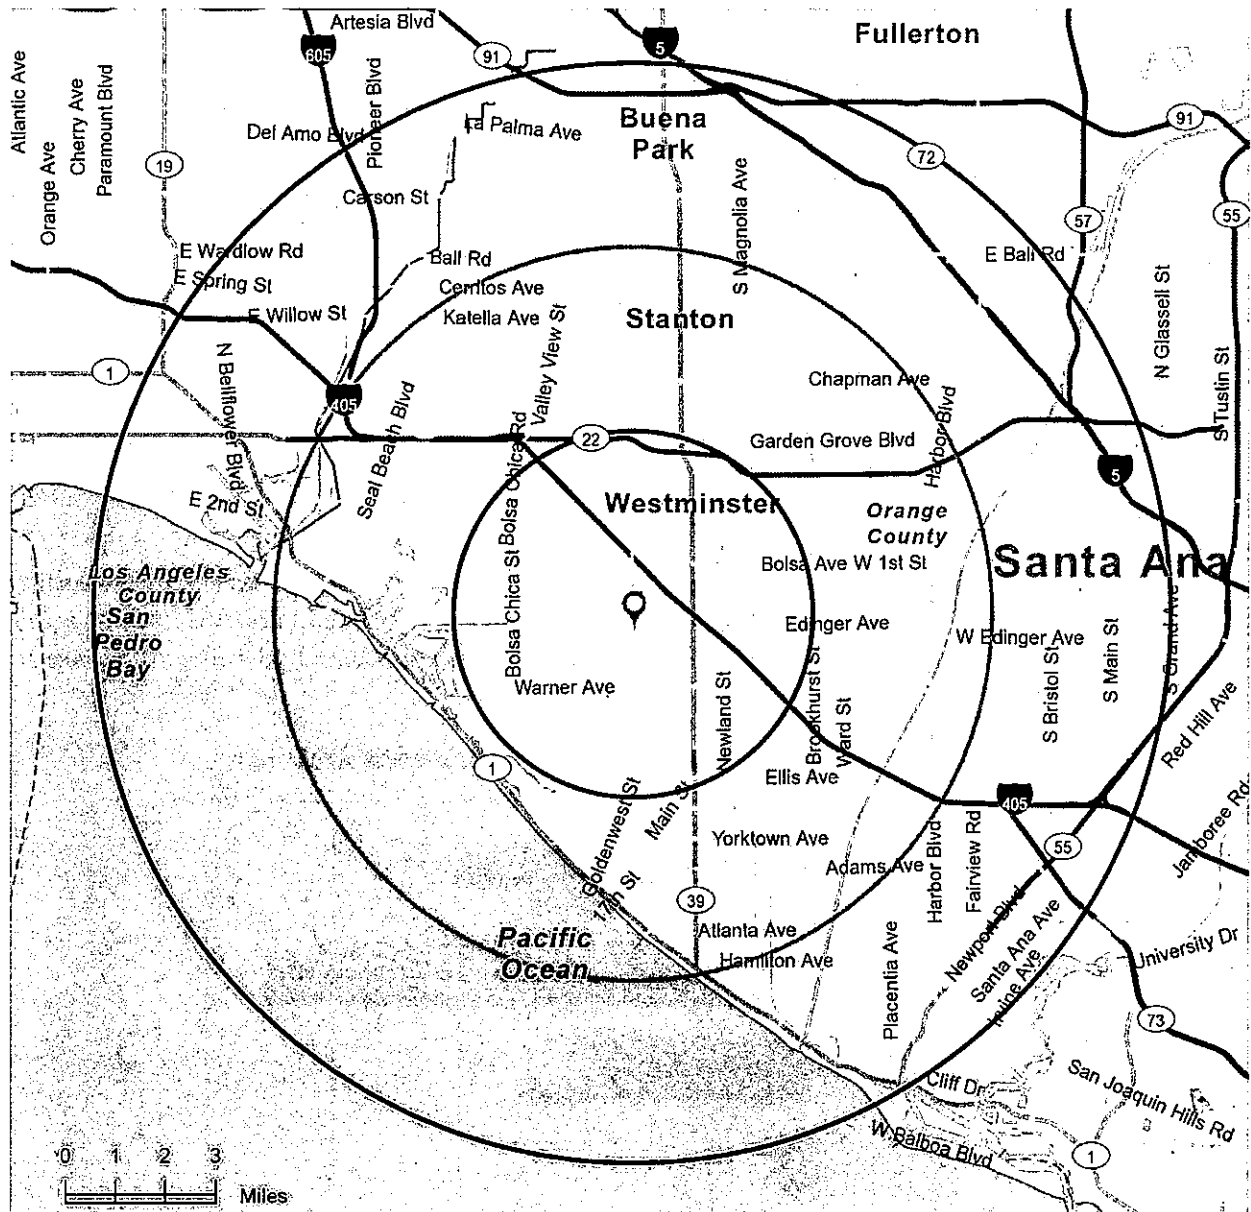 Artesia Blvd
Fullerton
605
5
91
Atlantic Ave
Orange Ave
Cherry Ave
Paramount Blvd
Pioneer Blvd
Del Amo Blvd
La Palma Ave
Buena
Park
91
72
19
Carson St
S Magnolia Ave
57
55
E Wardlow Rd
Ball Rd
E Ball Rd
E Spring St
Cerritos Ave
E Willow St
Katella Ave
Valley View St
Stanton
N Glassell St
S Tustin St
1
N Bellflower Blvd
405
Seal Beach Blvd
Chapman Ave
Harbor Blvd
22
Garden Grove Blvd
Bolsa Chica Rd
5
E 2nd St
Westminster
Orange
County
Los Angeles
County
Bolsa Ave W 1st St
Santa Ana
San
Pedro
Bay
Bolsa Chica St
Edinger Ave
W Edinger Ave
S Main St
S Grand Ave
S Bristol St
Warner Ave
Newland St
Brookhurst St
Ward St
Red Hill Ave
1
Ellis Ave
405
Goldenwest St
Main St
Yorktown Ave
Adams Ave
Harbor Blvd
Fairview Rd
55
Jamboree Rd
17th St
39
Pacific
Ocean
Atlanta Ave
Hamilton Ave
Placentia Ave
Newport Blvd
Santa Ana Ave
Irvine Ave
University Dr
73
Cliff Dr
San Joaquin Hills Rd
W Balboa Blvd
1
0 1 2 3
Miles